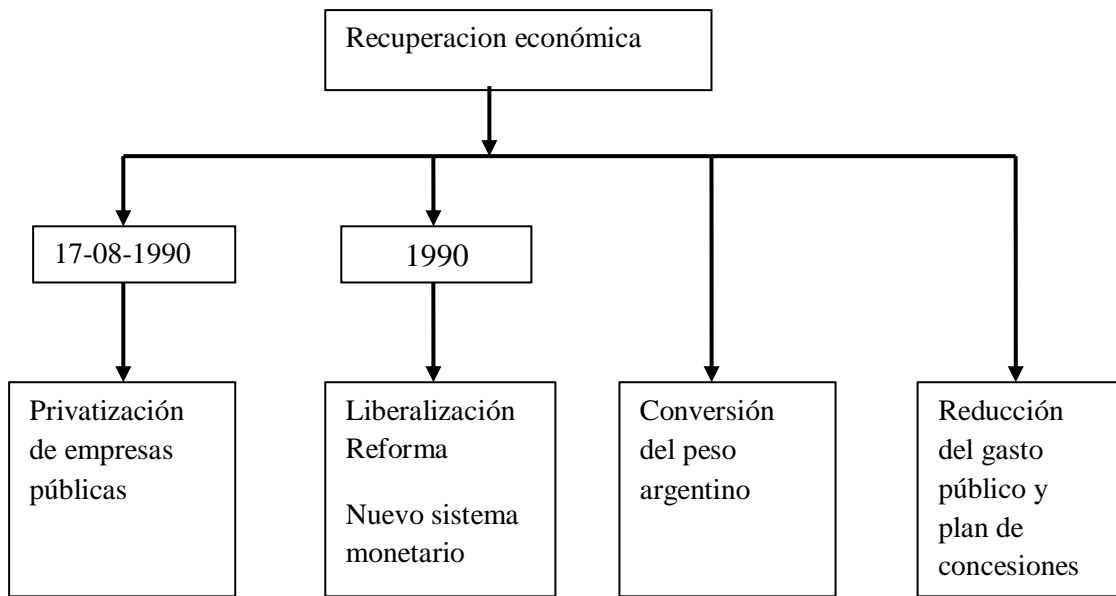 Recuperacion económica
17-08-1990
1990
Privatización
de empresas
públicas
Liberalización
Reforma
Nuevo sistema
monetario
Conversión
del peso
argentino
Reducción
del gasto
público y
plan de
concesiones